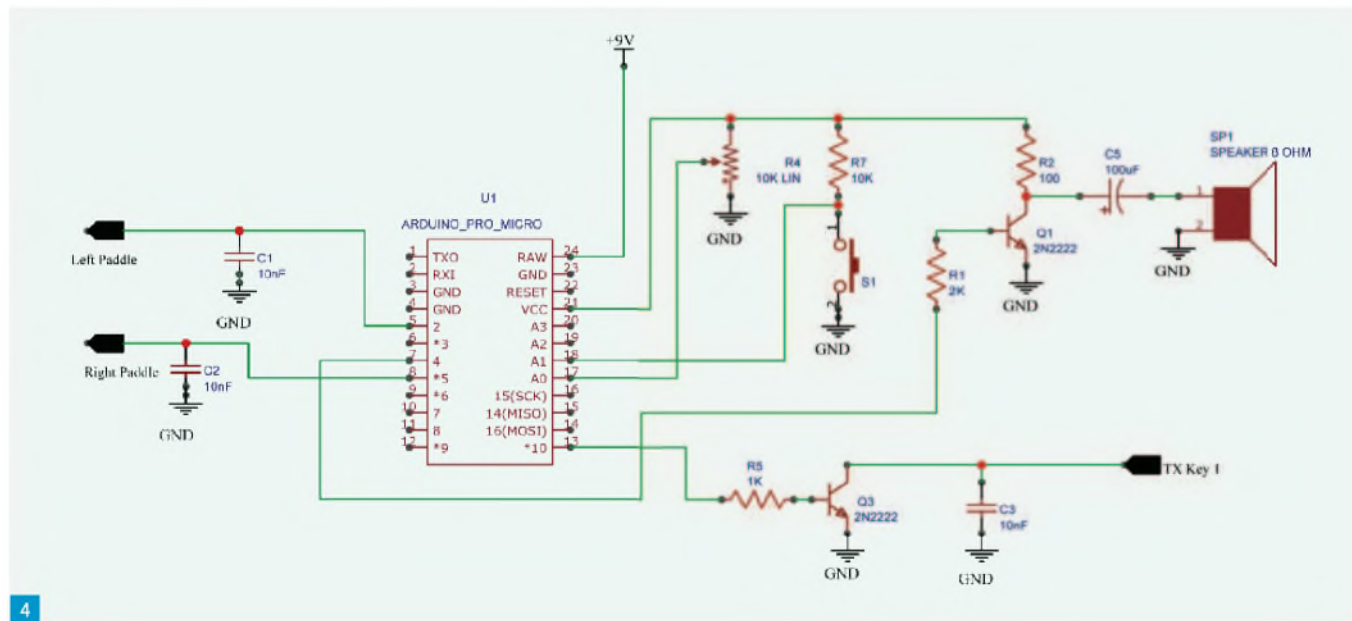 +9V
SP1
SPEAKER 8 OHM
C5
100uF
R4
10K LIN
R7
10K
R2
100
U1
ARDUINO_PRO_MICRO
1
2
Left Paddle
C1
10nF
GND
Right Paddle
C2
10nF
GND
1 TXO RAW 24
2 RXI GND 23
3 GND RESET 22
4 GND VCC 21
5 2 A3 20
6 *3 A2 19
7 4 A1 18
8 *5 A0 17
9 *6 15(SCK) 16
10 7 14(MISO) 15
11 8 16(MOSI) 14
12 *9 *10 13
GND
1
S1
2
GND
Q1
2N2222
R1
2K
GND
GND
R5
1K
Q3
2N2222
GND
C3
10nF
GND
TX Key 1
4